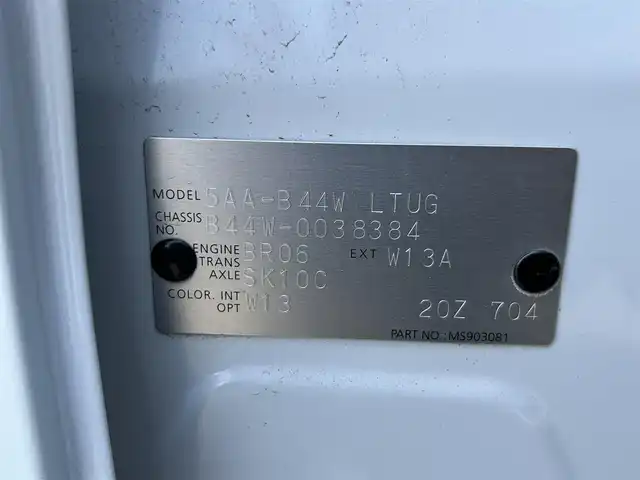 MODEL 5AA-B44W LTUG
CHASSIS NO. B44W-0038384
ENGINE BR06 EXT W13A
TRANS AXLE SK10C
COLOR. INT OPT W13 20Z 704
PART NO : MS903081